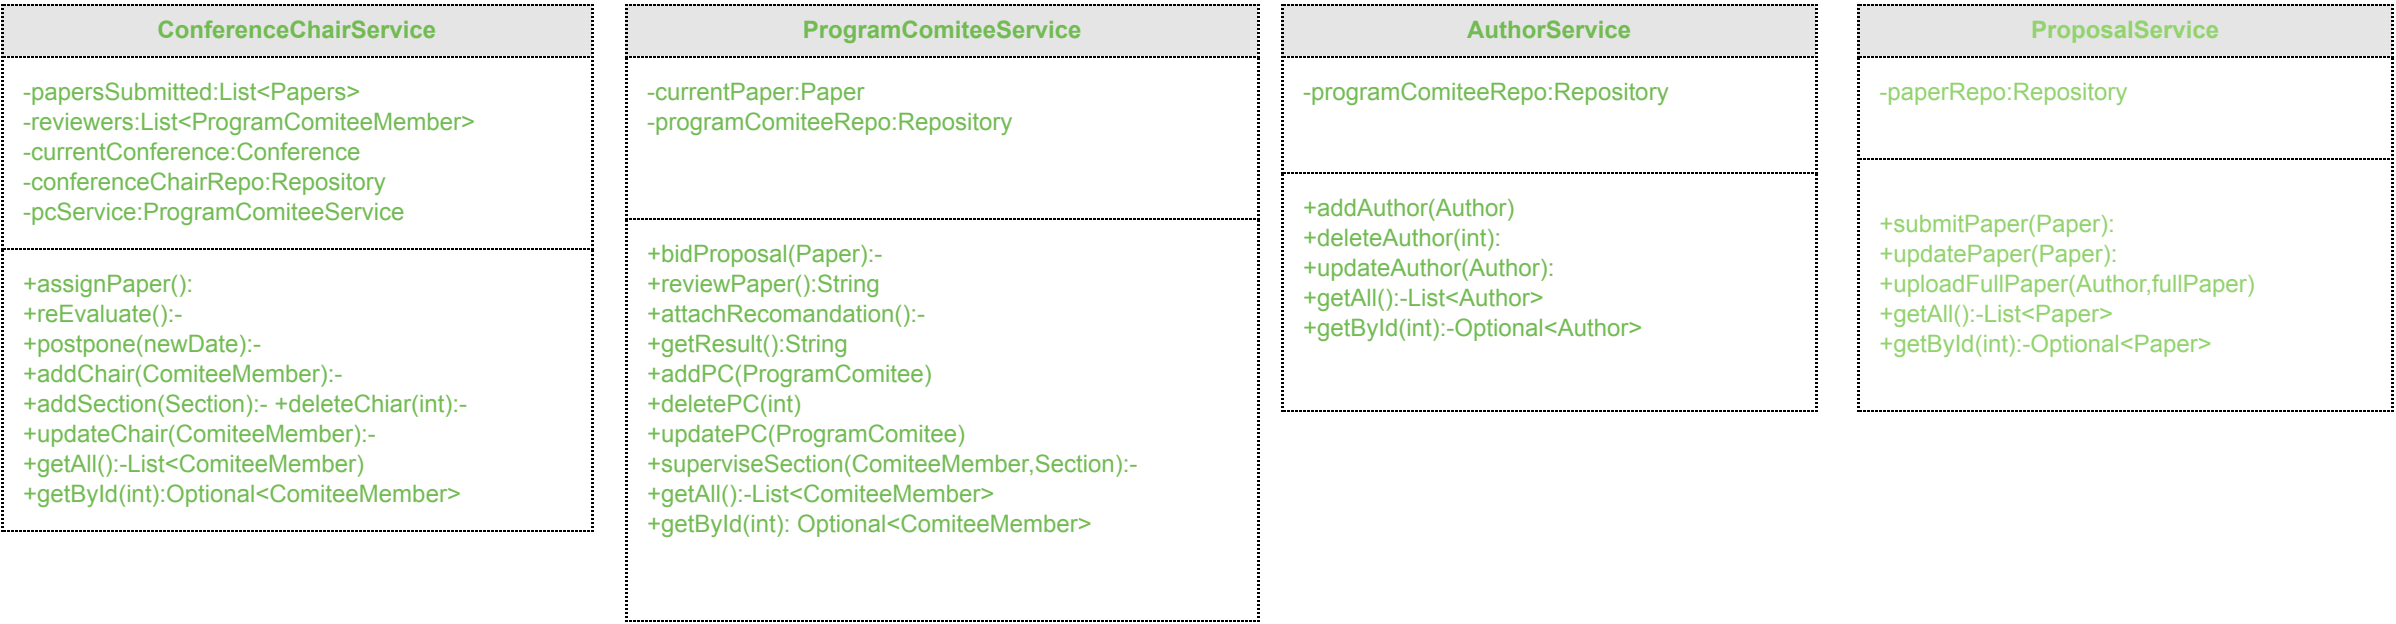 ConferenceChairService
-papersSubmitted:List<Papers>
-reviewers:List<ProgramComiteeMember>
-currentConference:Conference
-conferenceChairRepo:Repository
-pcService:ProgramComiteeService
+assignPaper():
+reEvaluate():-
+postpone(newDate):-
+addChair(ComiteeMember):-
+addSection(Section):- +deleteChiar(int):-
+updateChair(ComiteeMember):-
+getAll():-List<ComiteeMember)
+getById(int):Optional<ComiteeMember>
ProgramComiteeService
-currentPaper:Paper
-programComiteeRepo:Repository
+bidProposal(Paper):-
+reviewPaper():String
+attachRecomandation():-
+getResult():String
+addPC(ProgramComitee)
+deletePC(int)
+updatePC(ProgramComitee)
+superviseSection(ComiteeMember,Section):-
+getAll():-List<ComiteeMember>
+getById(int): Optional<ComiteeMember>
AuthorService
-programComiteeRepo:Repository
+addAuthor(Author)
+deleteAuthor(int):
+updateAuthor(Author):
+getAll():-List<Author>
+getById(int):-Optional<Author>
ProposalService
-paperRepo:Repository
+submitPaper(Paper):
+updatePaper(Paper):
+uploadFullPaper(Author,fullPaper)
+getAll():-List<Paper>
+getById(int):-Optional<Paper>